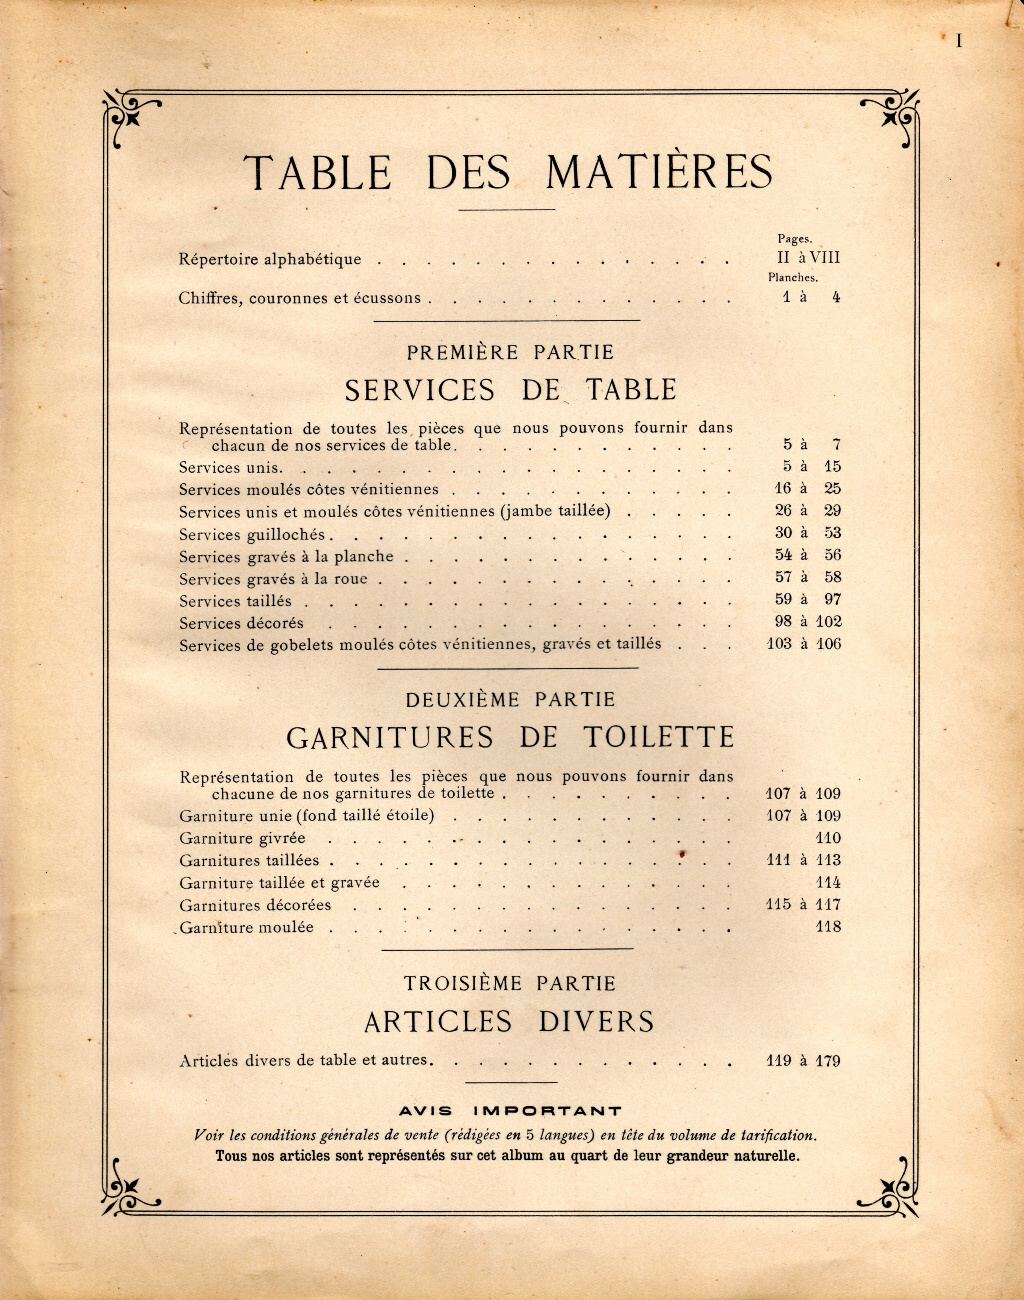 I
TABLE DES MATIÈRES
Pages.
Répertoire alphabétique . . . . . . . . . . . . . . . II à VIII
Planches.
Chiffres, couronnes et écussons . . . . . . . . . . . . . 1 à 4
PREMIÈRE PARTIE
SERVICES DE TABLE
Représentation de toutes les pièces que nous pouvons fournir dans
chacun de nos services de table. . . . . . . . . . . . 5 à 7
Services unis. . . . . . . . . . . . . . . . . . . 5 à 15
Services moulés côtes vénitiennes . . . . . . . . . . . . 16 à 25
Services unis et moulés côtes vénitiennes (jambe taillée) . . . . . 26 à 29
Services guillochés . . . . . . . . . . . . . . . . . 30 à 53
Services gravés à la planche . . . . . . . . . . . . . . 54 à 56
Services gravés à la roue . . . . . . . . . . . . . . . 57 à 58
Services taillés . . . . . . . . . . . . . . . . . . 59 à 97
Services décorés . . . . . . . . . . . . . . . . . 98 à 102
Services de gobelets moulés côtes vénitiennes, gravés et taillés . . . 103 à 106
DEUXIÈME PARTIE
GARNITURES DE TOILETTE
Représentation de toutes les pièces que nous pouvons fournir dans
chacune de nos garnitures de toilette . . . . . . . . . . 107 à 109
Garniture unie (fond taillé étoile) . . . . . . . . . . . . 107 à 109
Garniture givrée . . . . . . . . . . . . . . . . . 110
Garnitures taillées . . . . . . . . . . . . . . . . . 111 à 113
Garniture taillée et gravée . . . . . . . . . . . . . . 114
Garnitures décorées . . . . . . . . . . . . . . . . 115 à 117
Garniture moulée . . . . . . . . . . . . . . . . . 118
TROISIÈME PARTIE
ARTICLES DIVERS
Articles divers de table et autres. . . . . . . . . . . . . 119 à 179
AVIS IMPORTANT
Voir les conditions générales de vente (rédigées en 5 langues) en tête du volume de tarification.
Tous nos articles sont représentés sur cet album au quart de leur grandeur naturelle.